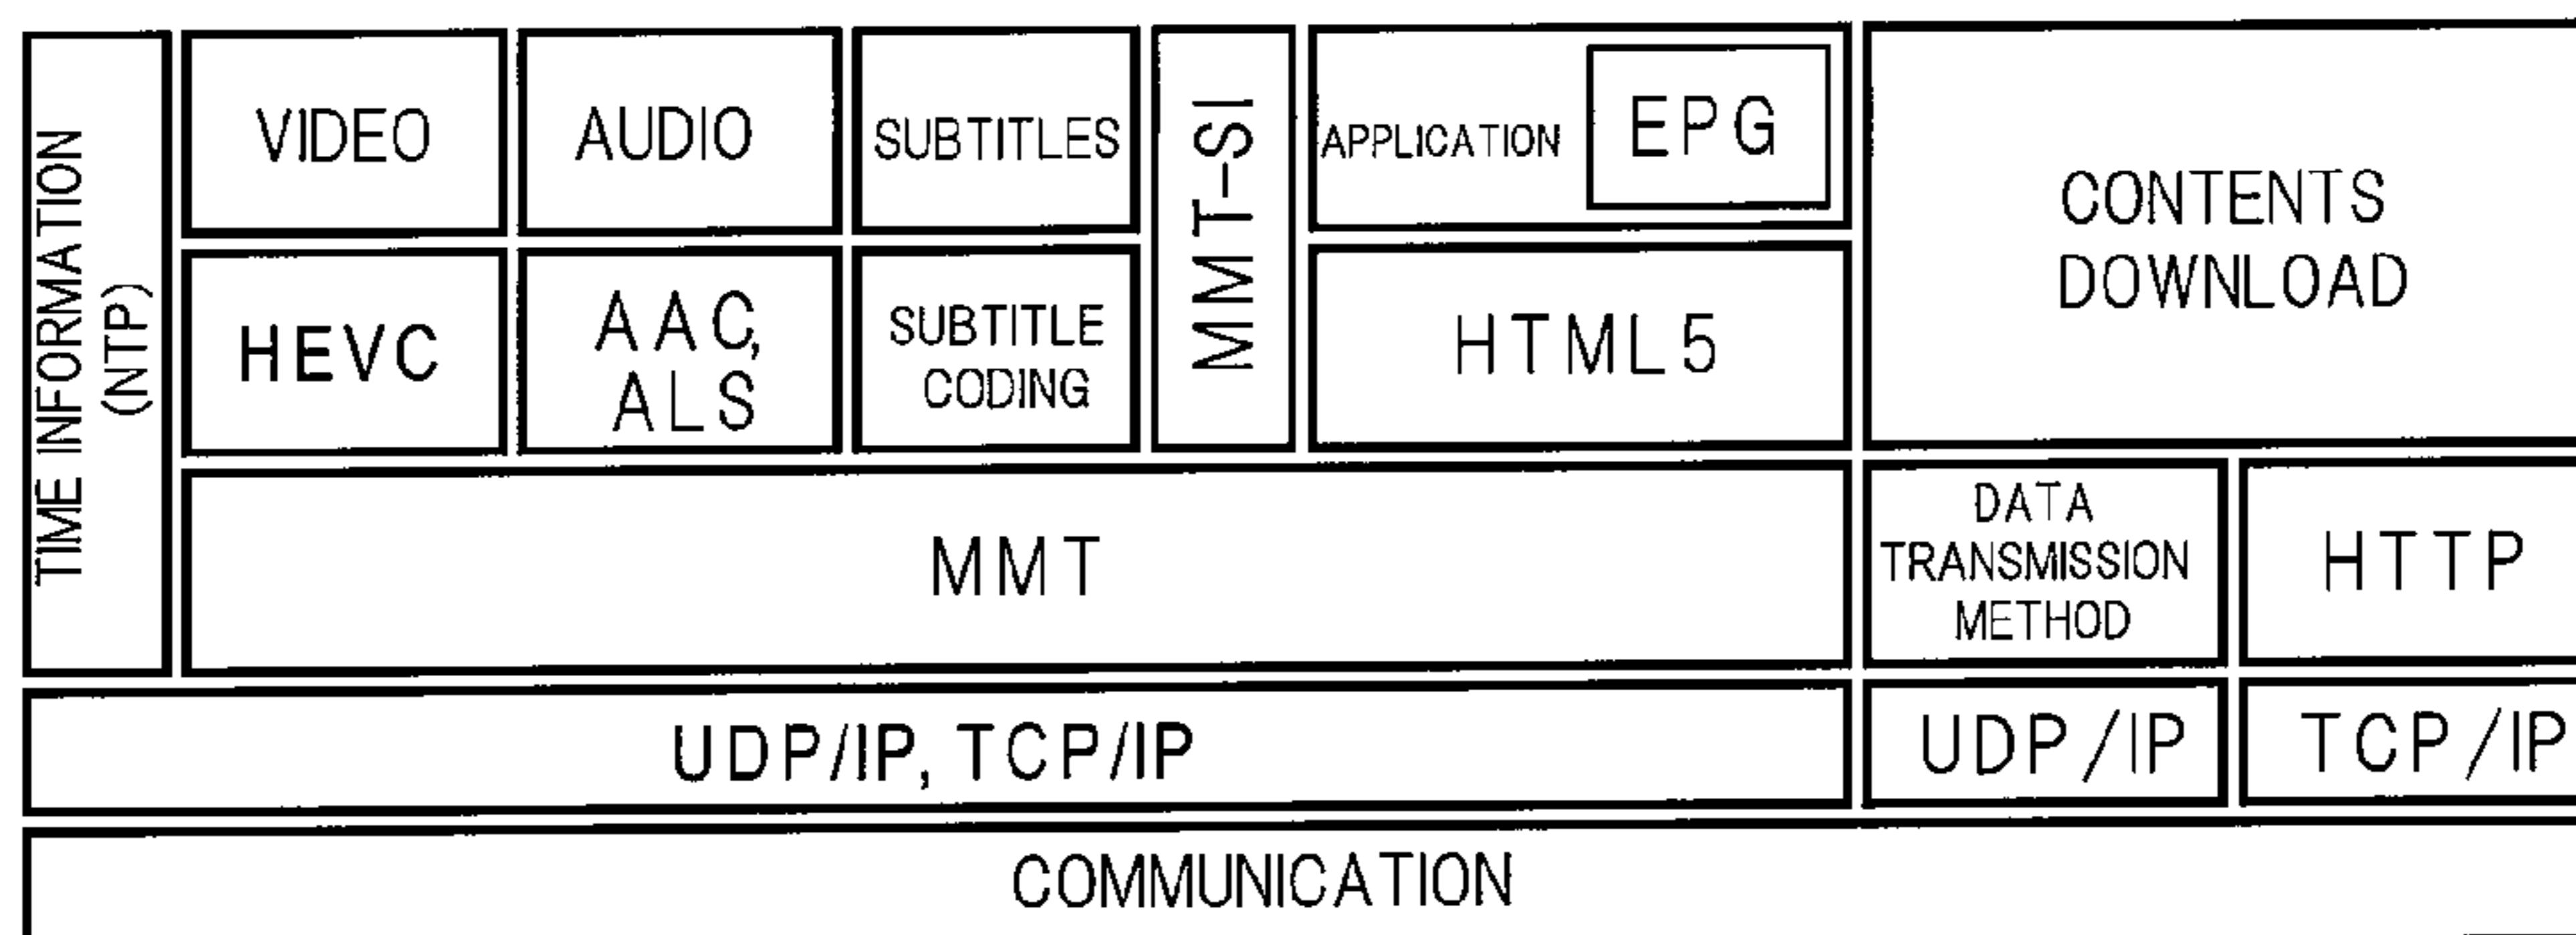 TIME INFORMATION
(NTP)
VIDEO
AUDIO
SUBTITLES
MMT-SI
APPLICATION
EPG
CONTENTS
DOWNLOAD
HEVC
AAC,
ALS
SUBTITLE
CODING
HTML5
MMT
DATA
TRANSMISSION
METHOD
HTTP
UDP/IP, TCP/IP
UDP/IP
TCP/IP
COMMUNICATION